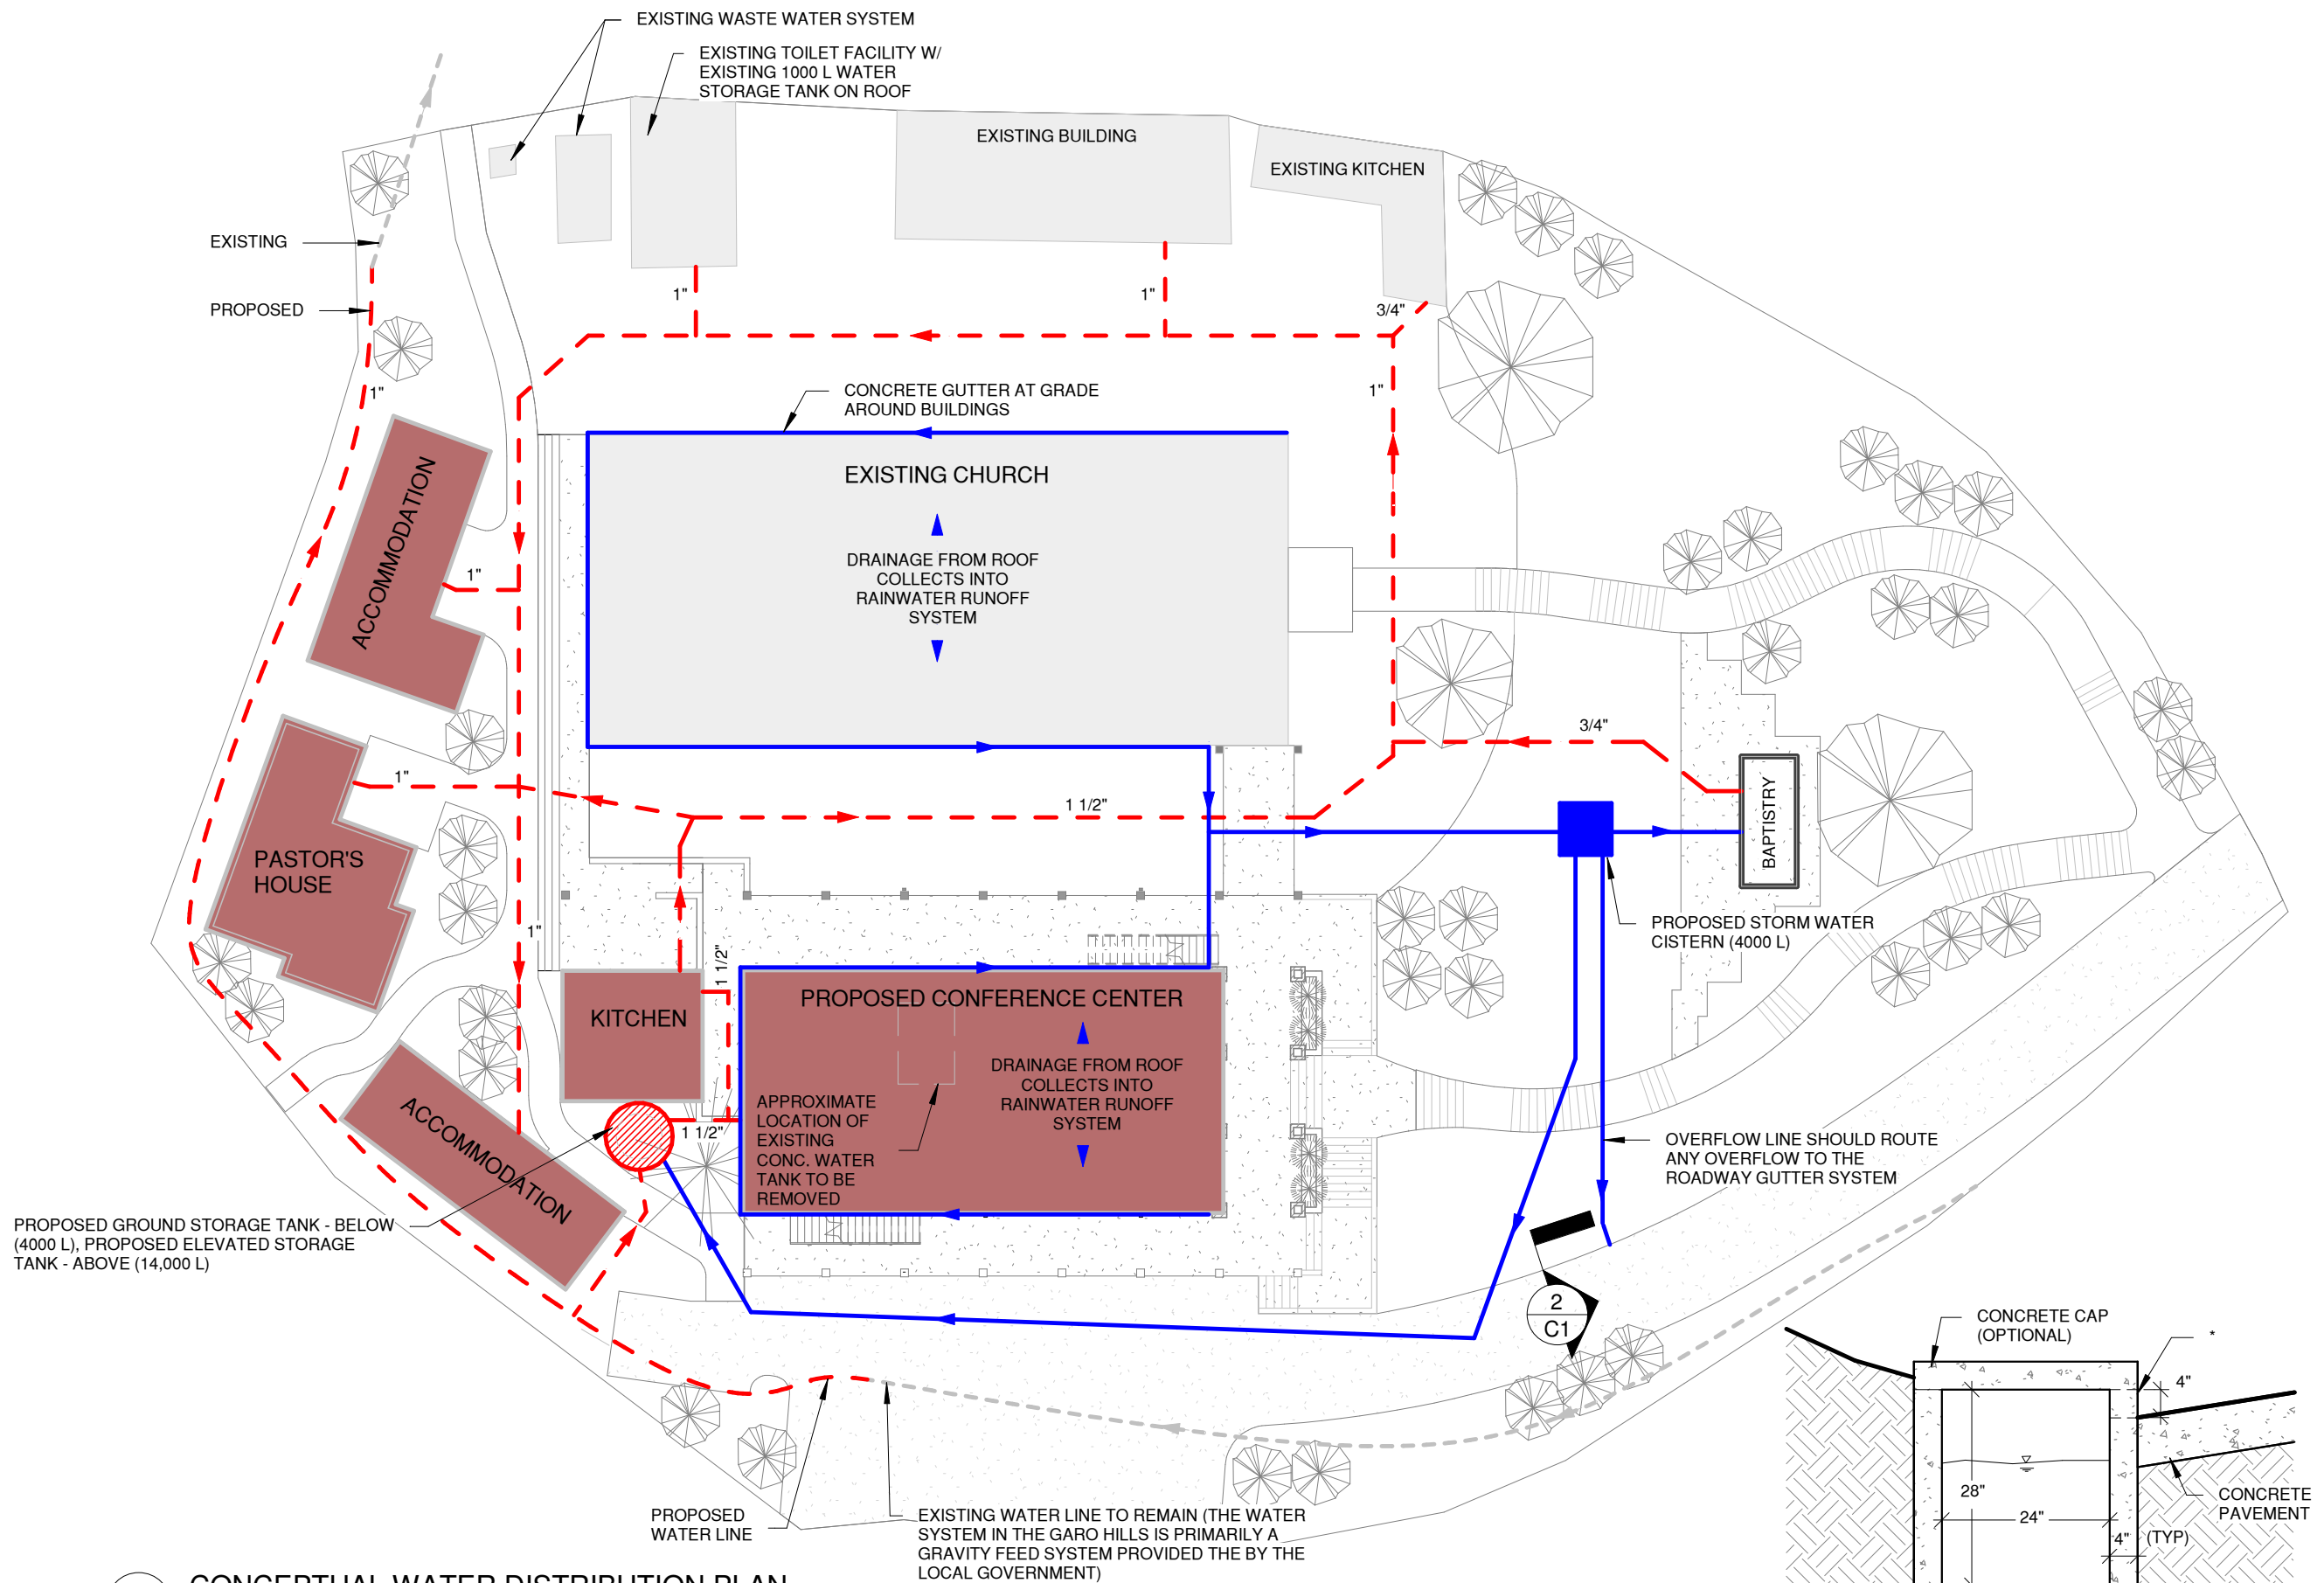 EXISTING WASTE WATER SYSTEM
EXISTING TOILET FACILITY W/
EXISTING 1000 L WATER
STORAGE TANK ON ROOF
EXISTING BUILDING
EXISTING KITCHEN
EXISTING
PROPOSED
1"
1"
3/4"
1"
1"
CONCRETE GUTTER AT GRADE
AROUND BUILDINGS
EXISTING CHURCH
DRAINAGE FROM ROOF
COLLECTS INTO
RAINWATER RUNOFF
SYSTEM
ACCOMMODATION
1"
3/4"
1"
1 1/2"
BAPTISTRY
PASTOR'S
HOUSE
1"
1 1/2"
PROPOSED STORM WATER
CISTERN (4000 L)
KITCHEN
PROPOSED CONFERENCE CENTER
DRAINAGE FROM ROOF
COLLECTS INTO
RAINWATER RUNOFF
SYSTEM
APPROXIMATE
LOCATION OF
EXISTING
CONC. WATER
TANK TO BE
REMOVED
1 1/2"
ACCOMMODATION
OVERFLOW LINE SHOULD ROUTE
ANY OVERFLOW TO THE
ROADWAY GUTTER SYSTEM
PROPOSED GROUND STORAGE TANK - BELOW
(4000 L), PROPOSED ELEVATED STORAGE
TANK - ABOVE (14,000 L)
2
C1
CONCRETE CAP
(OPTIONAL)
*
4"
28"
24"
4"
(TYP)
CONCRETE
PAVEMENT
PROPOSED
WATER LINE
EXISTING WATER LINE TO REMAIN (THE WATER
SYSTEM IN THE GARO HILLS IS PRIMARILY A
GRAVITY FEED SYSTEM PROVIDED THE BY THE
LOCAL GOVERNMENT)
CONCEPTUAL WATER DISTRIBUTION PLAN